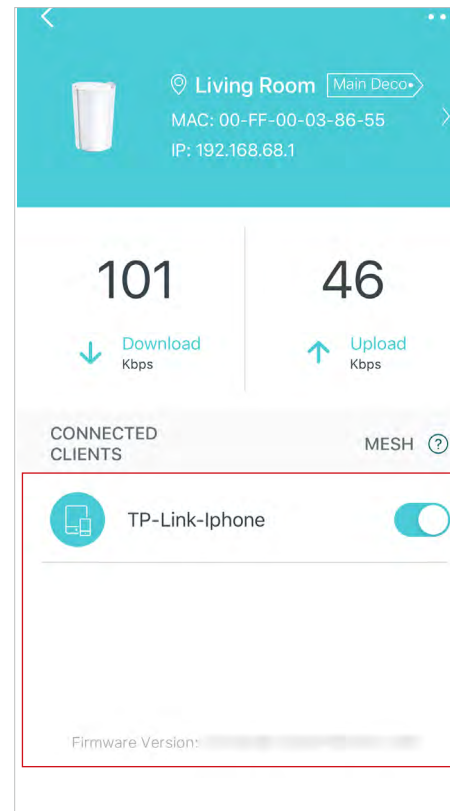 Living Room Main Deco
MAC: 00-FF-00-03-86-55
IP: 192.168.68.1
101 46
Download Upload
Kbps Kbps
CONNECTED
CLIENTS MESH ?
TP-Link-Iphone
Firmware Version: